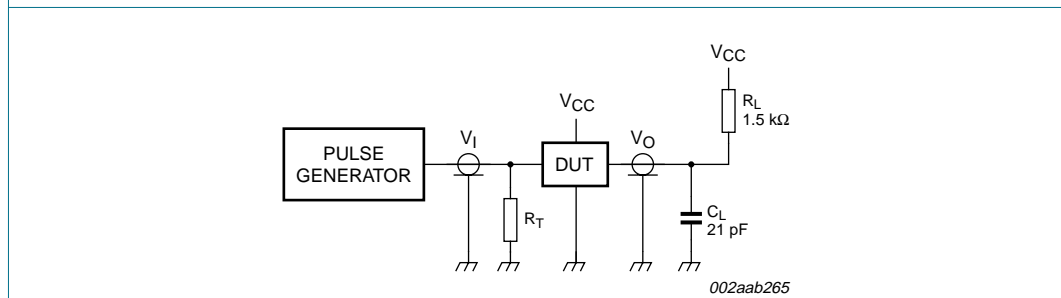 VCC
RL
1.5 kΩ
VCC
PULSE
GENERATOR
VI
DUT
VO
RT
CL
21 pF
002aab265